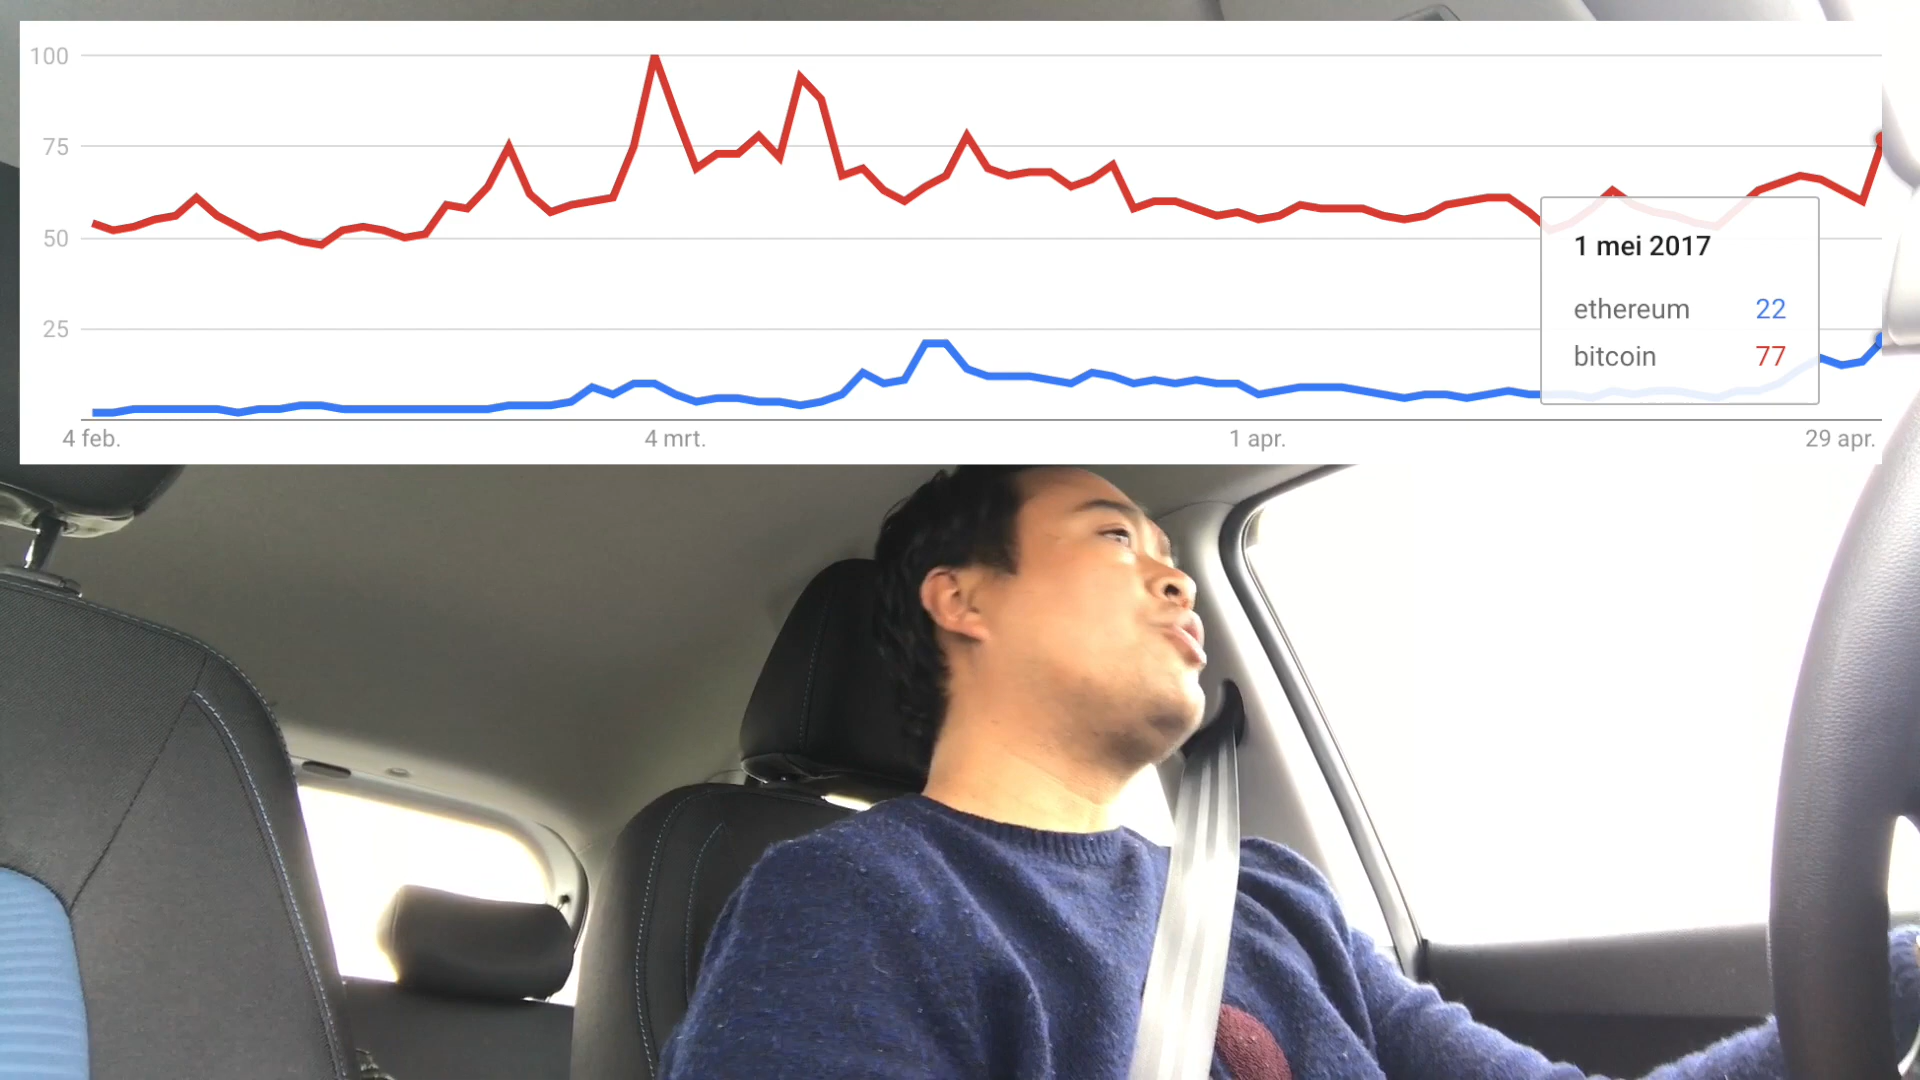 100
75
50
25
4 feb.
4 mrt.
1 apr.
29 apr.
1 mei 2017
ethereum 22
bitcoin 77